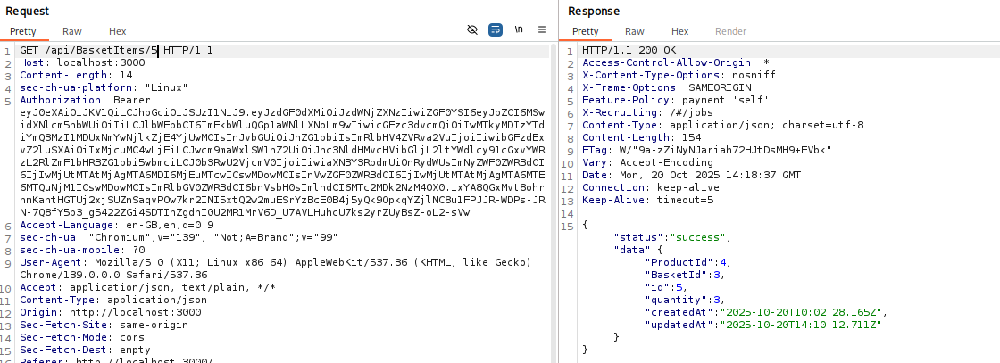 Request
Pretty Raw Hex
\n
1 GET /api/BasketItems/5 HTTP/1.1
2 Host: localhost:3000
3 Content-Length: 14
4 sec-ch-ua-platform: "Linux"
5 Authorization: Bearer
eyJ0eXAiOiJKV1QiLCJhbGciOiJSUzI1NiJ9.eyJzdGF0dXMiOiJzdWNjZXNzIiwiZGF0YSI6eyJpZCI6MSw
idXNlcm5hbWUiOiIiLCJlbWFpbCI6ImFkbWluQGp1aWNlLXNoLm9wIiwicGFzc3dvcmQiOiIwMTkyMDIzYTd
iYmQ3MzI1MDUxNmYwNjlkZjE4YjUwMCIsInJvbGUiOiJhZG1pbiIsImRlbHV4ZVRva2VuIjoiIiwibGFzdEx
vZ2luSXAiOiIxMjcuMC4wLjEiLCJwcm9maWxlSW1hZ2UiOiJhc3NldHMvcHVibGljL2ltYWdlcy91cGxvYWR
zL2RlZmF1bHRBZG1pbi5wbmciLCJ0b3RwU2VjcmV0IjoiIiwiaXNBY3RpdmUiOnRydWUsImNyZWF0ZWRBdCI
6IjIwMjUtMTAtMjAgMTA6MDI6MjEuMTcwICswMDowMCIsInVwZGF0ZWRBdCI6IjIwMjUtMTAtMjAgMTA6MTE
6MTQuNjM1ICswMDowMCIsImRlbGV0ZWRBdCI6bnVsbH0sImlhdCI6MTc2MDk2NzM4OX0.ixYA8QGxMvt8ohr
hmKahtHGTUj2xjSUZnSaqvPOw7kr2INI5xtQ2w2muESrYzBcE0B4j5yQk9OpkqYZjlNC8u1FPJJR-WDPs-JR
N-7Q8fY5p3_g5422ZGi4SDTInZgdnI0U2MR1MrV6D_U7AVLHuhcU7ks2yrZUyBsZ-oL2-sVw
6 Accept-Language: en-GB,en;q=0.9
7 sec-ch-ua: "Chromium";v="139", "Not;A=Brand";v="99"
8 sec-ch-ua-mobile: ?0
9 User-Agent: Mozilla/5.0 (X11; Linux x86_64) AppleWebKit/537.36 (KHTML, like Gecko)
Chrome/139.0.0.0 Safari/537.36
10 Accept: application/json, text/plain, */*
11 Content-Type: application/json
12 Origin: http://localhost:3000
13 Sec-Fetch-Site: same-origin
14 Sec-Fetch-Mode: cors
15 Sec-Fetch-Dest: empty
16 Referer: http://localhost:3000/
Response
Pretty Raw Hex Render
1 HTTP/1.1 200 OK
2 Access-Control-Allow-Origin: *
3 X-Content-Type-Options: nosniff
4 X-Frame-Options: SAMEORIGIN
5 Feature-Policy: payment 'self'
6 X-Recruiting: /#/jobs
7 Content-Type: application/json; charset=utf-8
8 Content-Length: 154
9 ETag: W/"9a-zZiNyNJariah72HJtDsMH9+FVbk"
10 Vary: Accept-Encoding
11 Date: Mon, 20 Oct 2025 14:18:37 GMT
12 Connection: keep-alive
13 Keep-Alive: timeout=5
14
15 {
"status":"success",
"data":{
"ProductId":4,
"BasketId":3,
"id":5,
"quantity":3,
"createdAt":"2025-10-20T10:02:28.165Z",
"updatedAt":"2025-10-20T14:10:12.711Z"
}
}